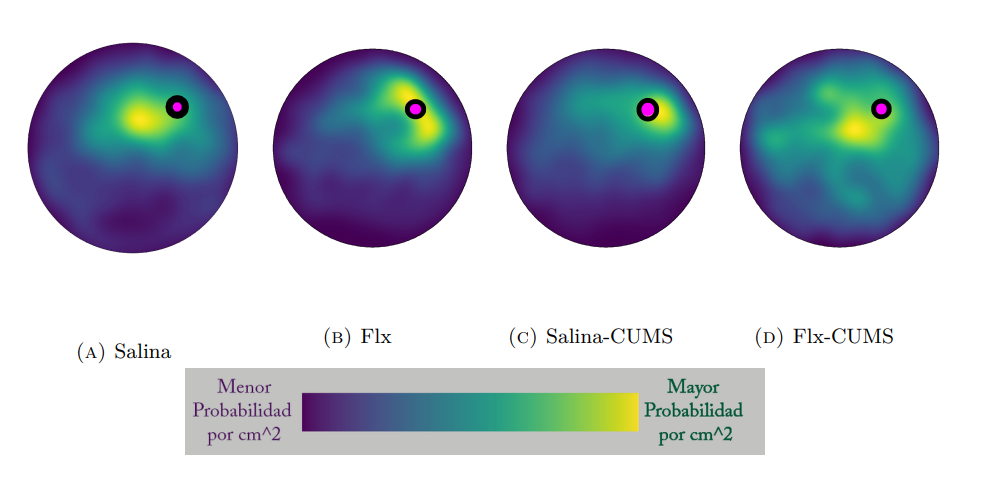 (A) Salina
(B) Flx
(C) Salina-CUMS
(D) Flx-CUMS
Menor
Probabilidad
por cm^2
Mayor
Probabilidad
por cm^2